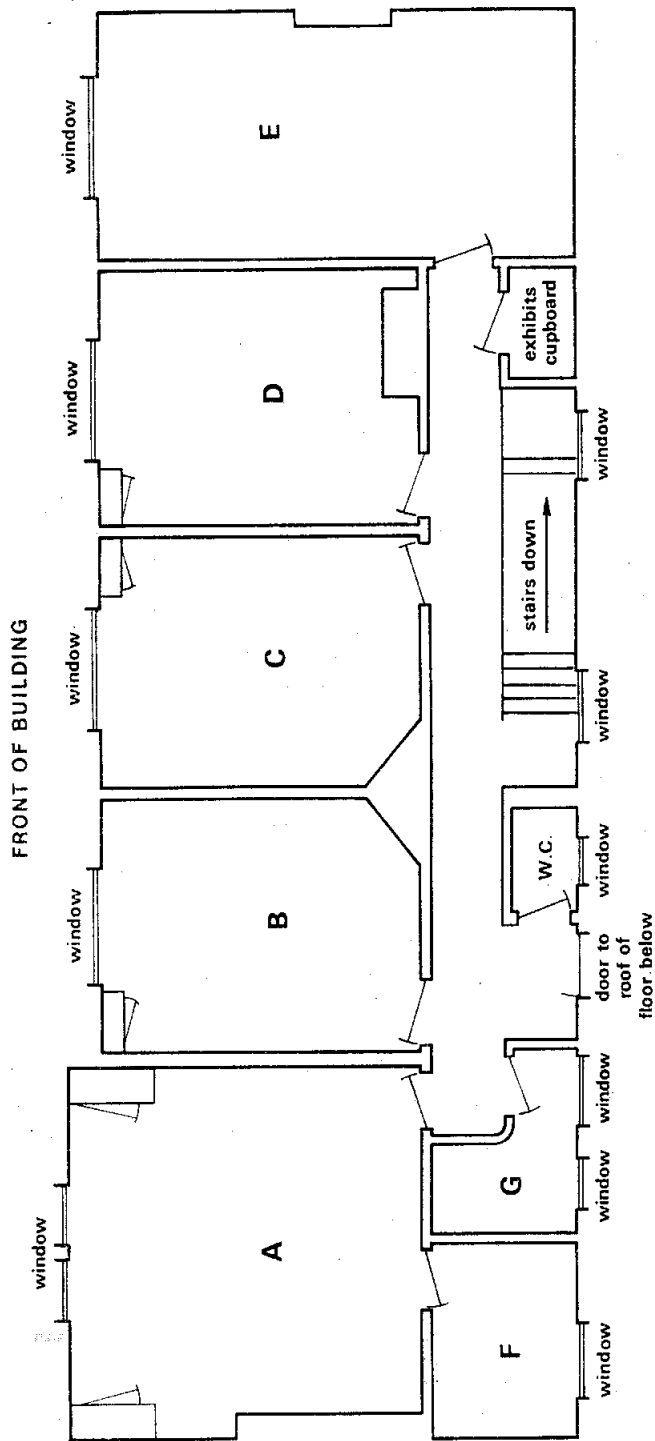 FRONT OF BUILDING
window
window
window
window
window
A
B
C
D
E
F
G
W.C.
stairs down
exhibits
cupboard
window
window
window
door to
roof of
floor below
window
window
window
window